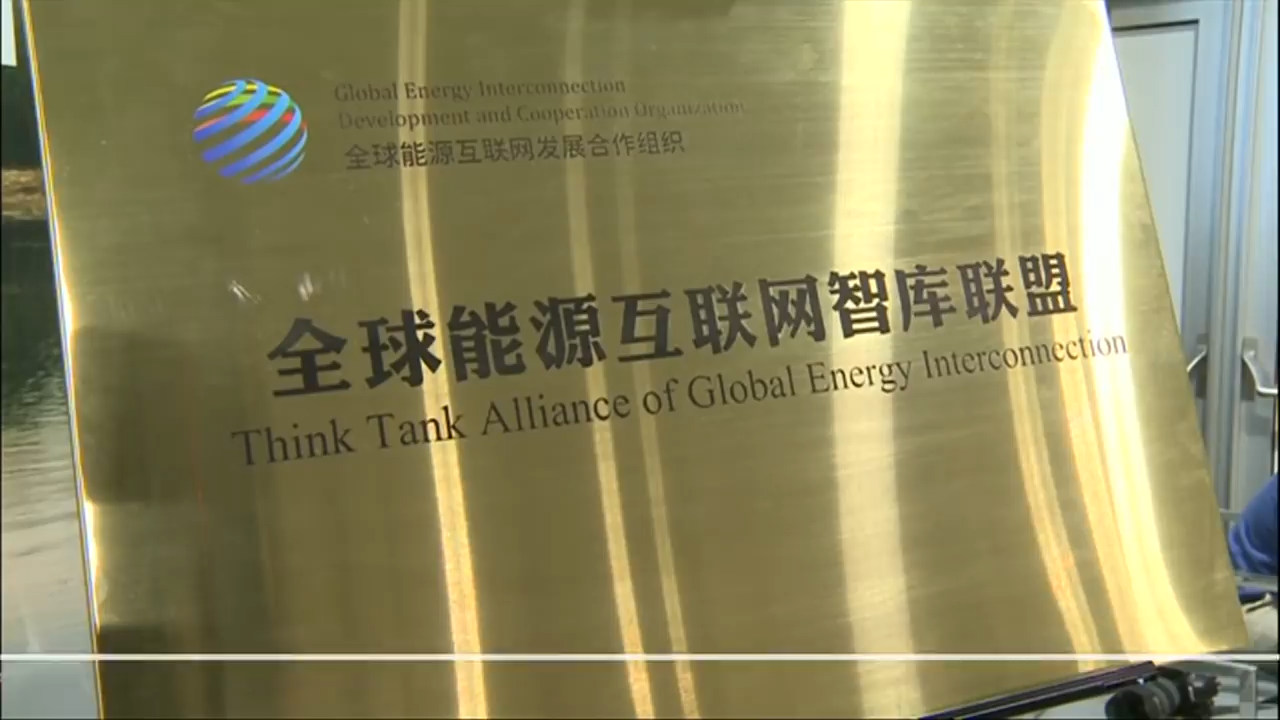 Global Energy Interconnection
Development and Cooperation Organization
全球能源互联网发展合作组织
全球能源互联网智库联盟
Think Tank Alliance of Global Energy Interconnection